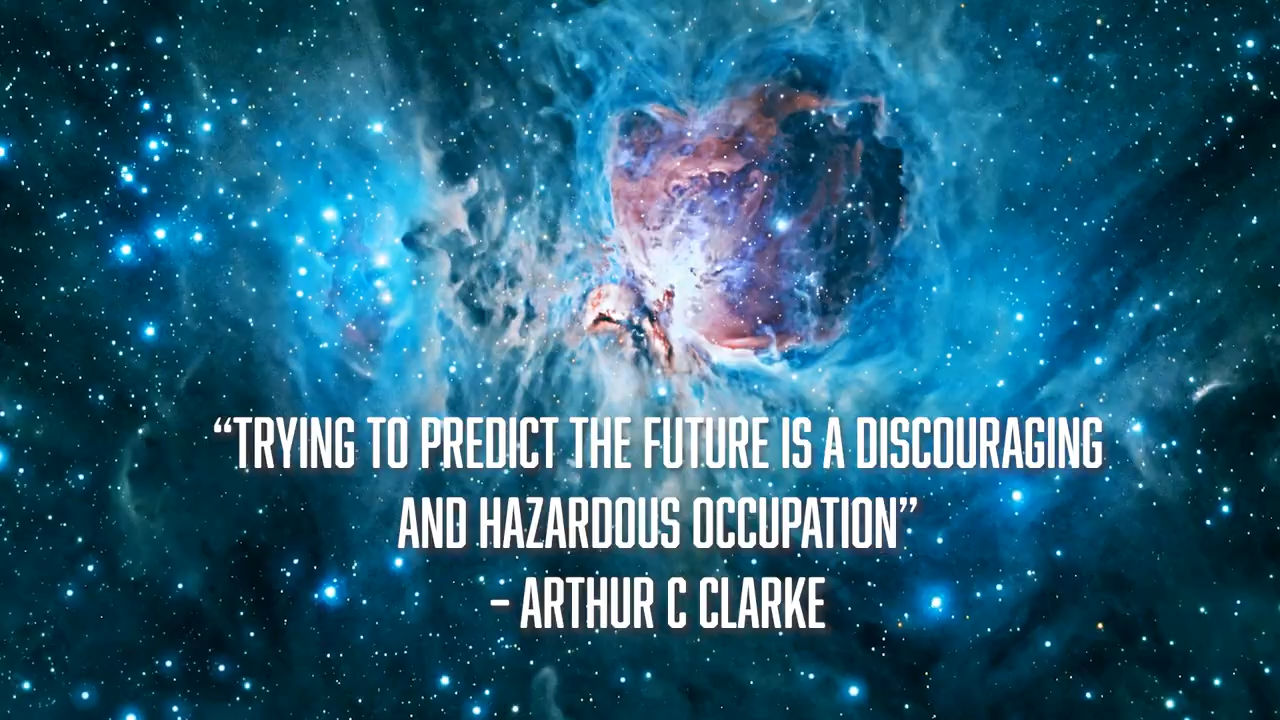 “TRYING TO PREDICT THE FUTURE IS A DISCOURAGING
AND HAZARDOUS OCCUPATION”
– ARTHUR C CLARKE